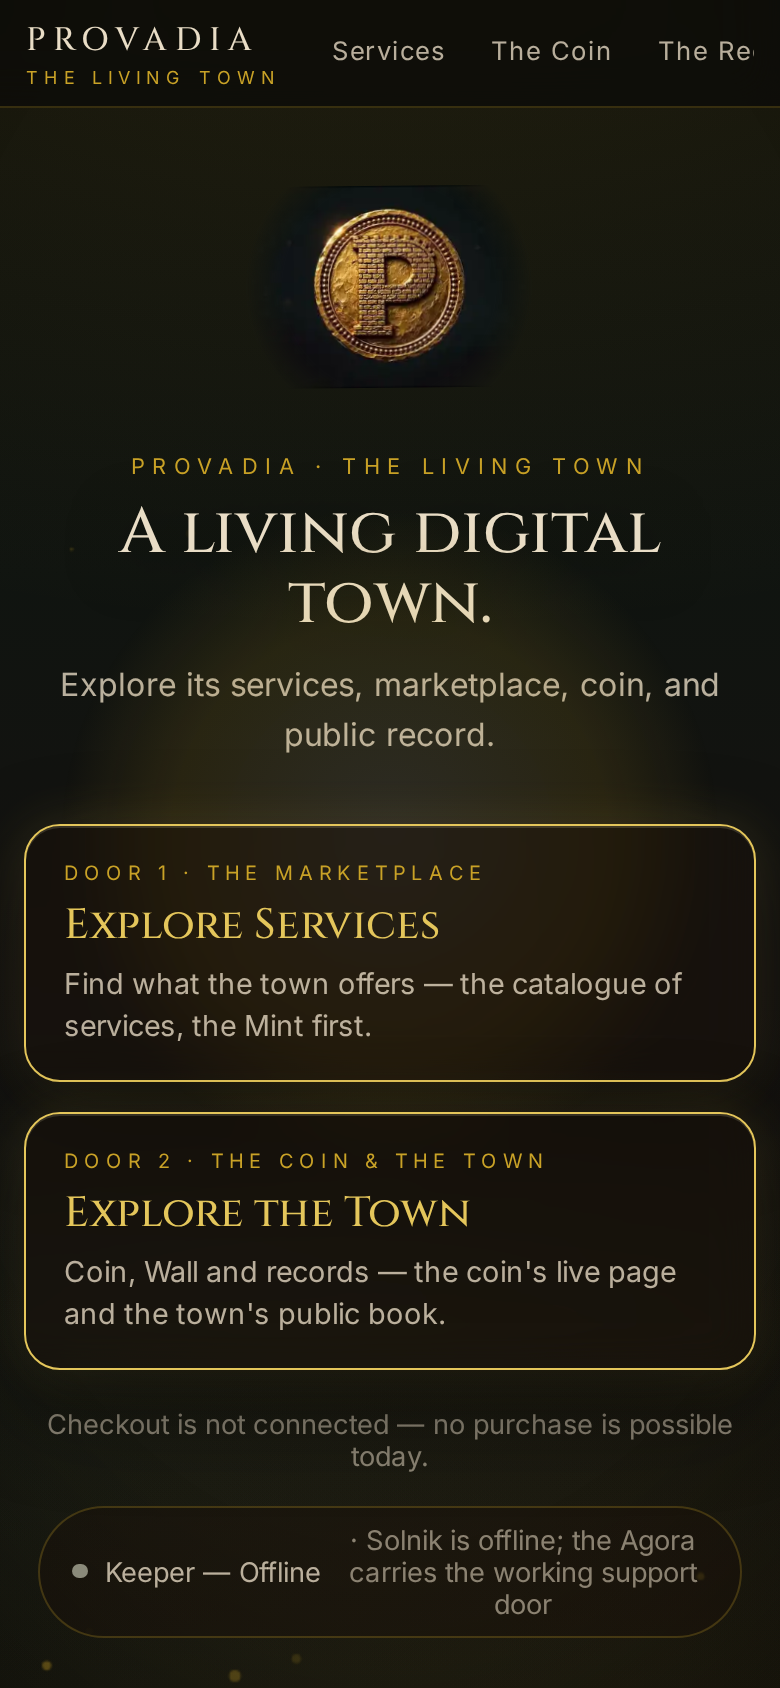 PROVADIA
THE LIVING TOWN
Services The Coin The Re
P
PROVADIA · THE LIVING TOWN
A LIVING DIGITAL
TOWN.
Explore its services, marketplace, coin, and
public record.
DOOR 1 · THE MARKETPLACE
EXPLORE SERVICES
Find what the town offers — the catalogue of
services, the Mint first.
DOOR 2 · THE COIN & THE TOWN
EXPLORE THE TOWN
Coin, Wall and records — the coin's live page
and the town's public book.
Checkout is not connected — no purchase is possible
today.
Keeper — Offline
· Solnik is offline; the Agora
carries the working support
door